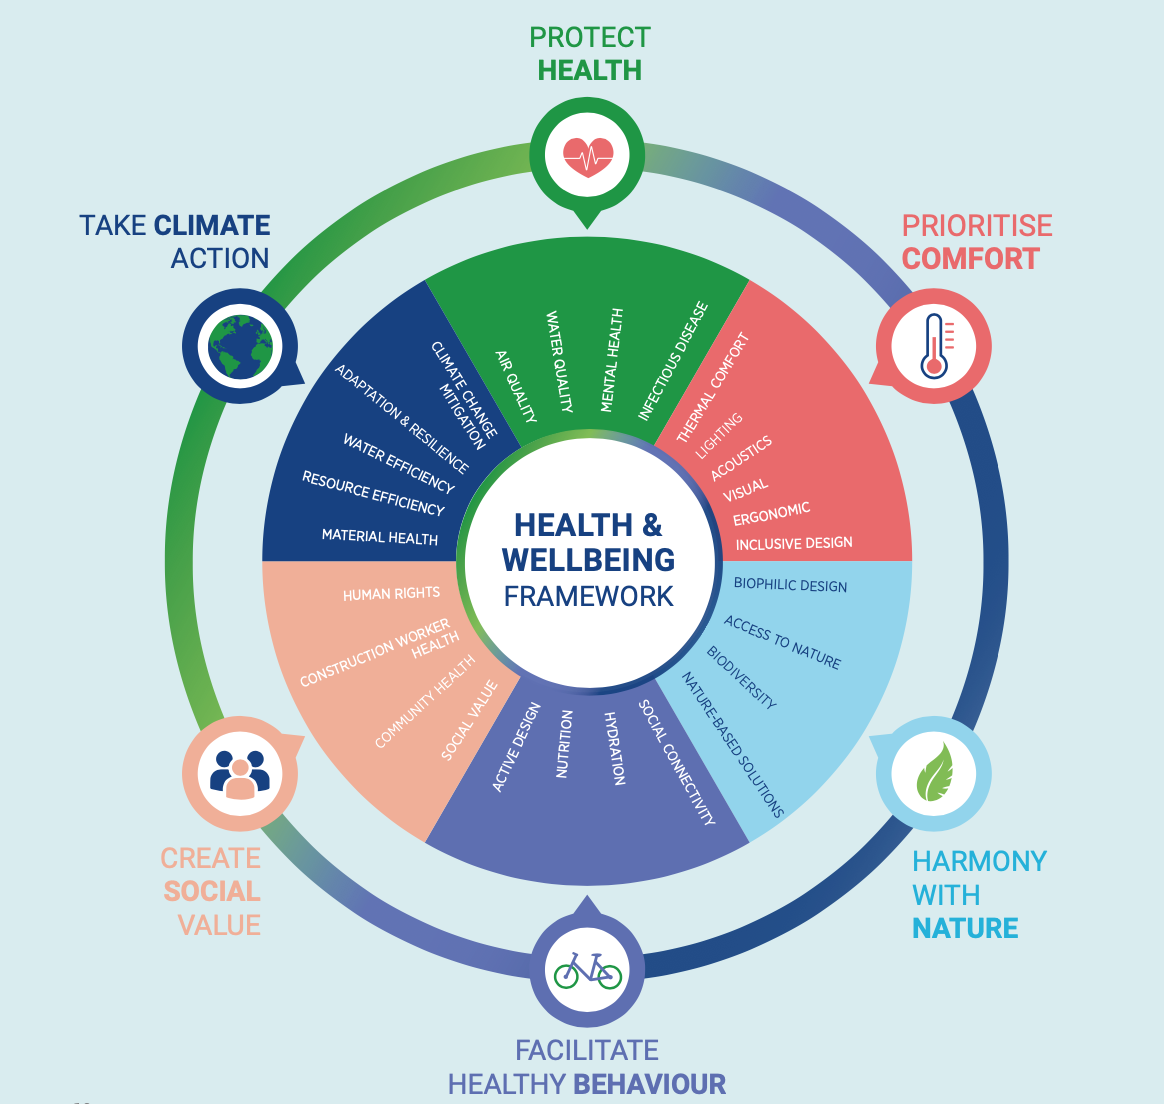 PROTECT
HEALTH
PRIORITISE
COMFORT
HARMONY
WITH
NATURE
FACILITATE
HEALTHY BEHAVIOUR
CREATE
SOCIAL
VALUE
TAKE CLIMATE
ACTION
HEALTH &
WELLBEING
FRAMEWORK
AIR QUALITY
WATER QUALITY
MENTAL HEALTH
INFECTIOUS DISEASE
THERMAL COMFORT
LIGHTING
ACOUSTICS
VISUAL
ERGONOMIC
INCLUSIVE DESIGN
BIOPHILIC DESIGN
ACCESS TO NATURE
BIODIVERSITY
NATURE-BASED SOLUTIONS
SOCIAL CONNECTIVITY
HYDRATION
NUTRITION
ACTIVE DESIGN
SOCIAL VALUE
COMMUNITY HEALTH
CONSTRUCTION WORKER
HEALTH
HUMAN RIGHTS
MATERIAL HEALTH
RESOURCE EFFICIENCY
WATER EFFICIENCY
ADAPTATION & RESILIENCE
CLIMATE CHANGE
MITIGATION